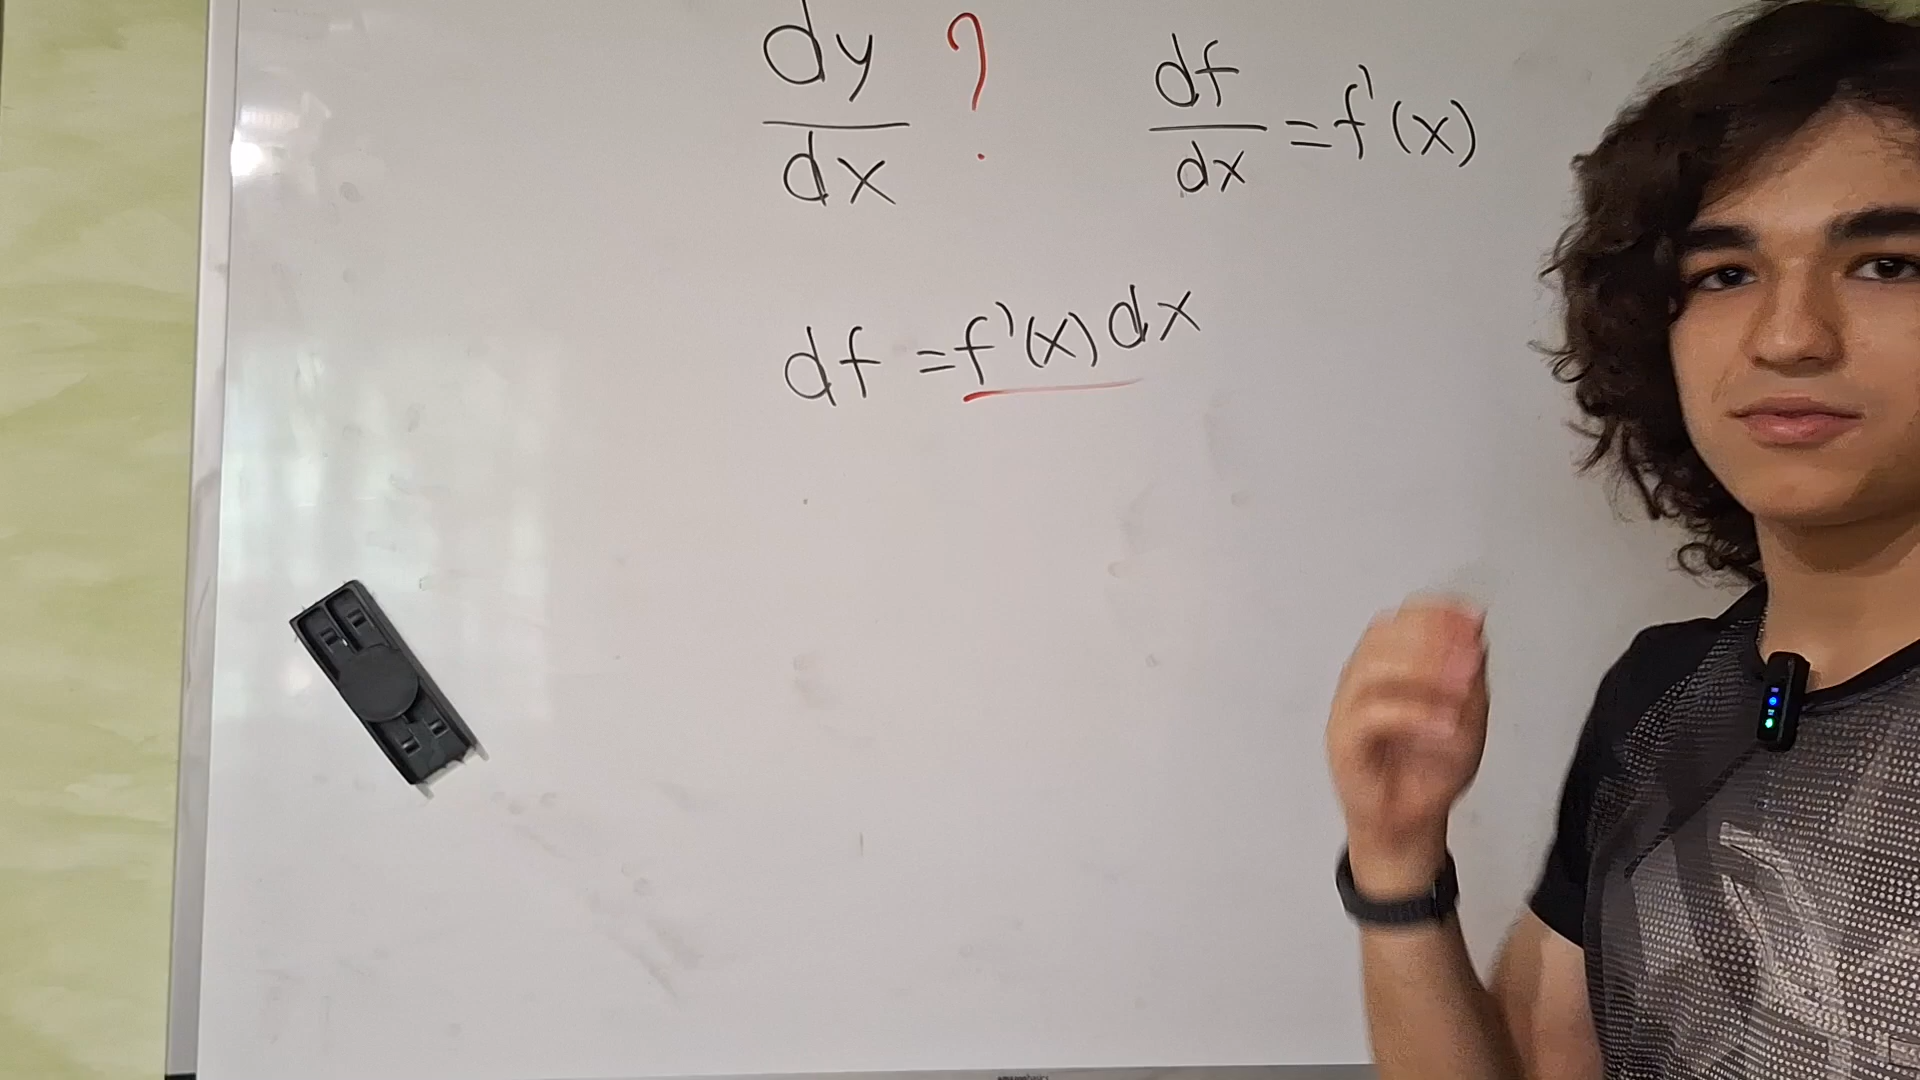 dy/dx ? df/dx = f'(x)
df = f'(x) dx